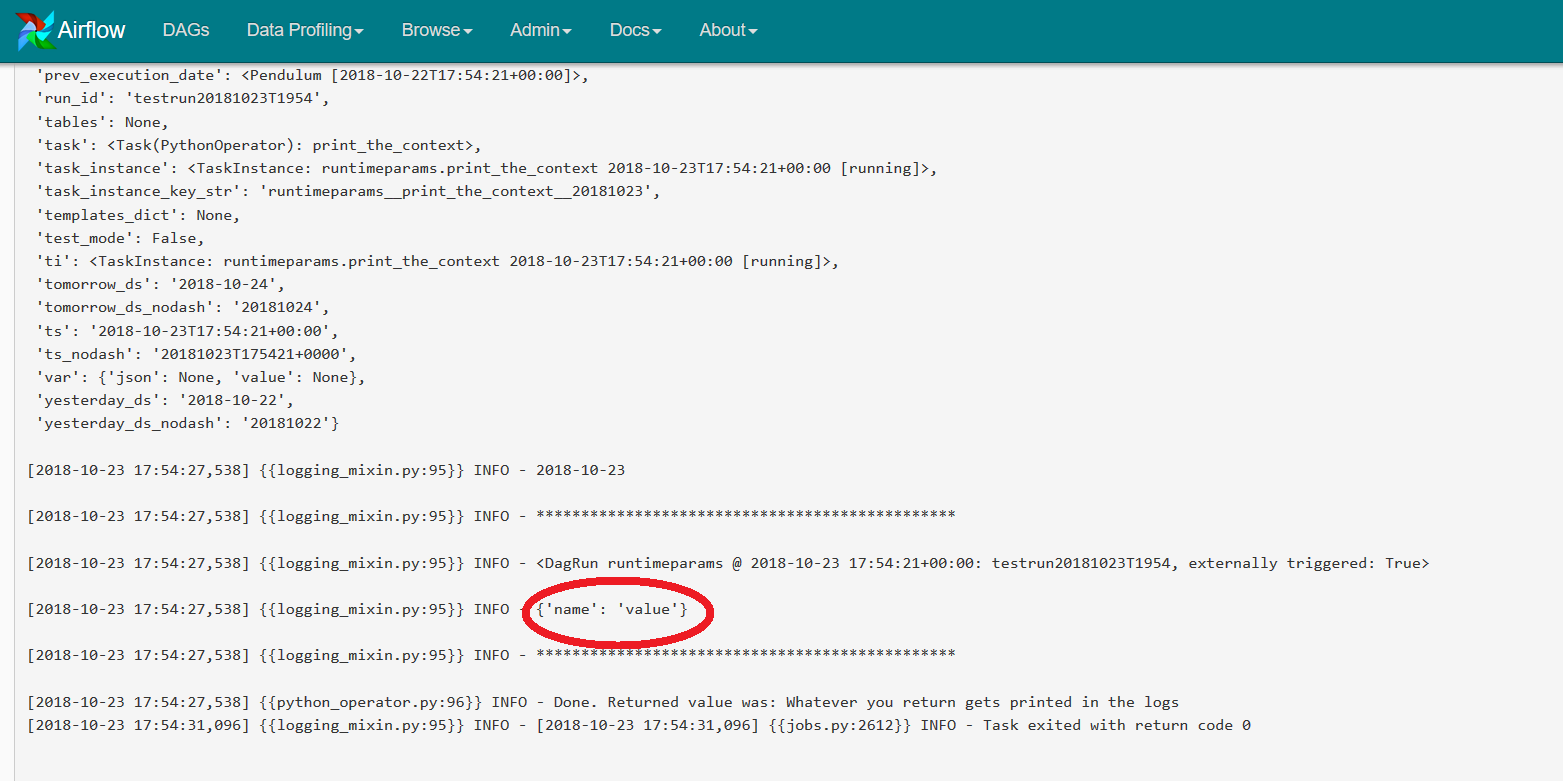 Airflow DAGs Data Profiling Browse Admin Docs About
'prev_execution_date': <Pendulum [2018-10-22T17:54:21+00:00]>,
'run_id': 'testrun20181023T1954',
'tables': None,
'task': <Task(PythonOperator): print_the_context>,
'task_instance': <TaskInstance: runtimeparams.print_the_context 2018-10-23T17:54:21+00:00 [running]>,
'task_instance_key_str': 'runtimeparams__print_the_context__20181023',
'templates_dict': None,
'test_mode': False,
'ti': <TaskInstance: runtimeparams.print_the_context 2018-10-23T17:54:21+00:00 [running]>,
'tomorrow_ds': '2018-10-24',
'tomorrow_ds_nodash': '20181024',
'ts': '2018-10-23T17:54:21+00:00',
'ts_nodash': '20181023T175421+0000',
'var': {'json': None, 'value': None},
'yesterday_ds': '2018-10-22',
'yesterday_ds_nodash': '20181022'}
[2018-10-23 17:54:27,538] {{logging_mixin.py:95}} INFO - 2018-10-23
[2018-10-23 17:54:27,538] {{logging_mixin.py:95}} INFO - ***********************************************
[2018-10-23 17:54:27,538] {{logging_mixin.py:95}} INFO - <DagRun runtimeparams @ 2018-10-23 17:54:21+00:00: testrun20181023T1954, externally triggered: True>
[2018-10-23 17:54:27,538] {{logging_mixin.py:95}} INFO - {'name': 'value'}
[2018-10-23 17:54:27,538] {{logging_mixin.py:95}} INFO - ***********************************************
[2018-10-23 17:54:27,538] {{python_operator.py:96}} INFO - Done. Returned value was: Whatever you return gets printed in the logs
[2018-10-23 17:54:31,096] {{logging_mixin.py:95}} INFO - [2018-10-23 17:54:31,096] {{jobs.py:2612}} INFO - Task exited with return code 0